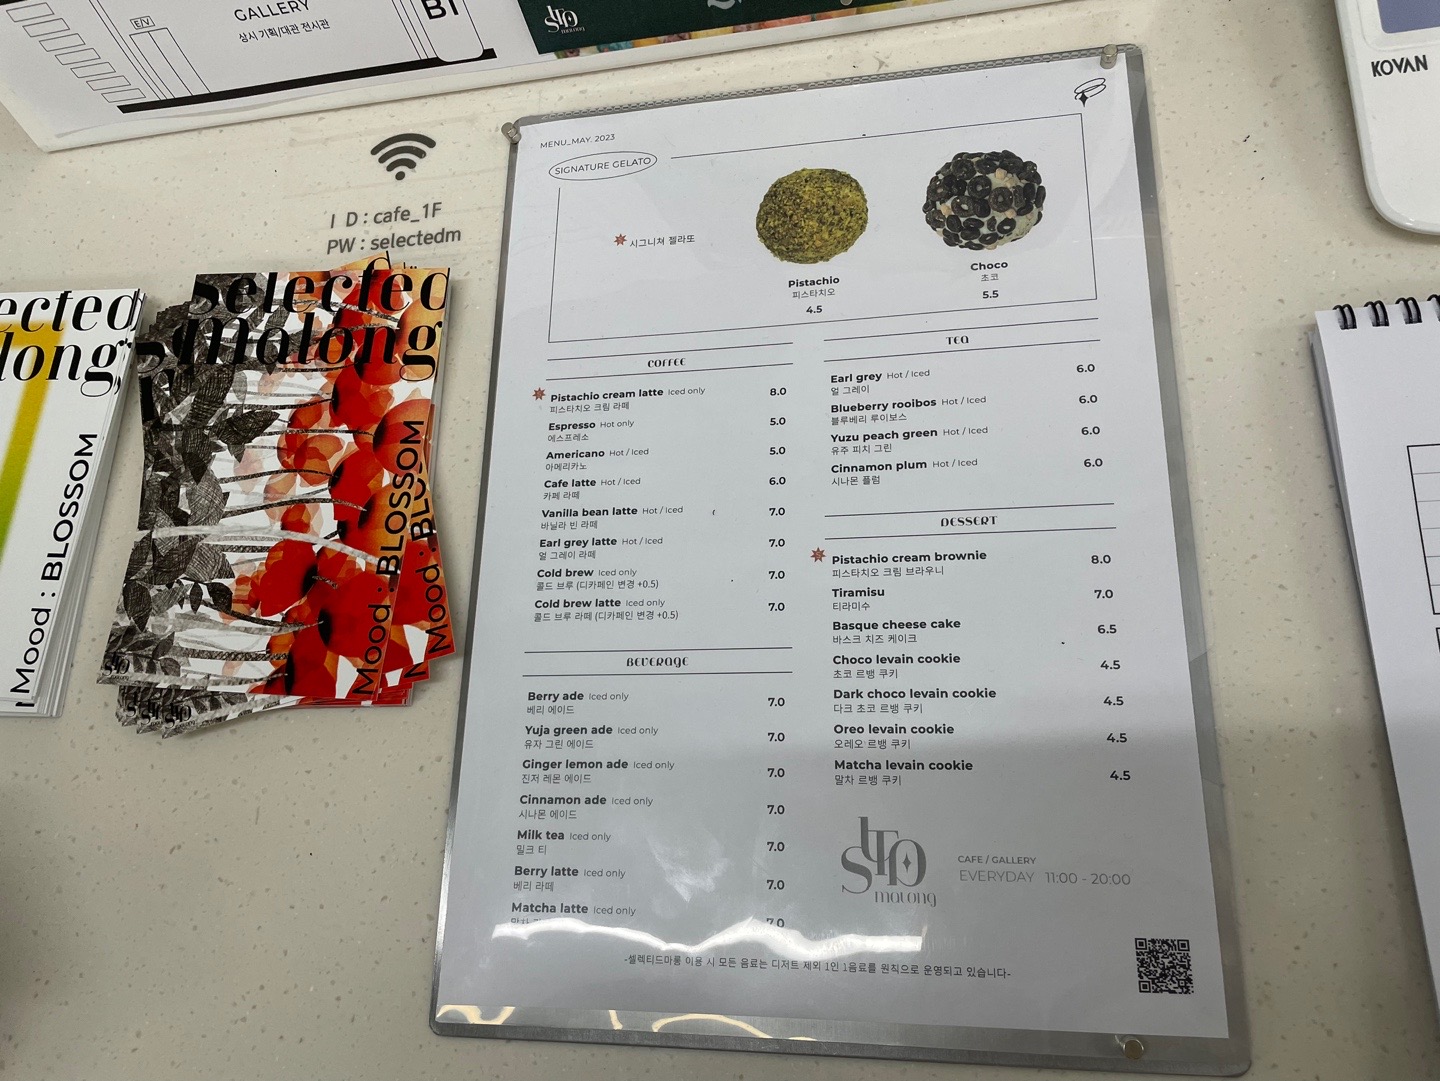 GALLERY
상시 기획/대관 전시관
E/V
B1
STO
malong
KOVAN
I D : cafe_1F
PW : selectedm
ected
long,
Mood : BLOSSOM
selected
malong
Mood : BLOSSOM
Mood : BLO
MENU_MAY. 2023
SIGNATURE GELATO
시그니쳐 젤라또
Pistachio
피스타치오
4.5
Choco
초코
5.5
COFFEE
Pistachio cream latte Iced only 8.0
피스타치오 크림 라떼
Espresso Hot only 5.0
에스프레소
Americano Hot / Iced 5.0
아메리카노
Cafe latte Hot / Iced 6.0
카페 라떼
Vanilla bean latte Hot / Iced 7.0
바닐라 빈 라떼
Earl grey latte Hot / Iced 7.0
얼 그레이 라떼
Cold brew Iced only 7.0
콜드 브루 (디카페인 변경 +0.5)
Cold brew latte Iced only 7.0
콜드 브루 라떼 (디카페인 변경 +0.5)
BEVERAGE
Berry ade Iced only 7.0
베리 에이드
Yuja green ade Iced only 7.0
유자 그린 에이드
Ginger lemon ade Iced only 7.0
진저 레몬 에이드
Cinnamon ade Iced only 7.0
시나몬 에이드
Milk tea Iced only 7.0
밀크 티
Berry latte Iced only 7.0
베리 라떼
Matcha latte Iced only 7.0
TEA
Earl grey Hot / Iced 6.0
얼 그레이
Blueberry rooibos Hot / Iced 6.0
블루베리 루이보스
Yuzu peach green Hot / Iced 6.0
유주 피치 그린
Cinnamon plum Hot / Iced 6.0
시나몬 플럼
DESSERT
Pistachio cream brownie 8.0
피스타치오 크림 브라우니
Tiramisu 7.0
티라미수
Basque cheese cake 6.5
바스크 치즈 케이크
Choco levain cookie 4.5
초코 르뱅 쿠키
Dark choco levain cookie 4.5
다크 초코 르뱅 쿠키
Oreo levain cookie 4.5
오레오 르뱅 쿠키
Matcha levain cookie 4.5
말차 르뱅 쿠키
malong
CAFE / GALLERY
EVERYDAY 11:00 - 20:00
-셀렉티드마롱 이용 시 모든 음료는 디저트 제외 1인 1음료를 원칙으로 운영되고 있습니다-